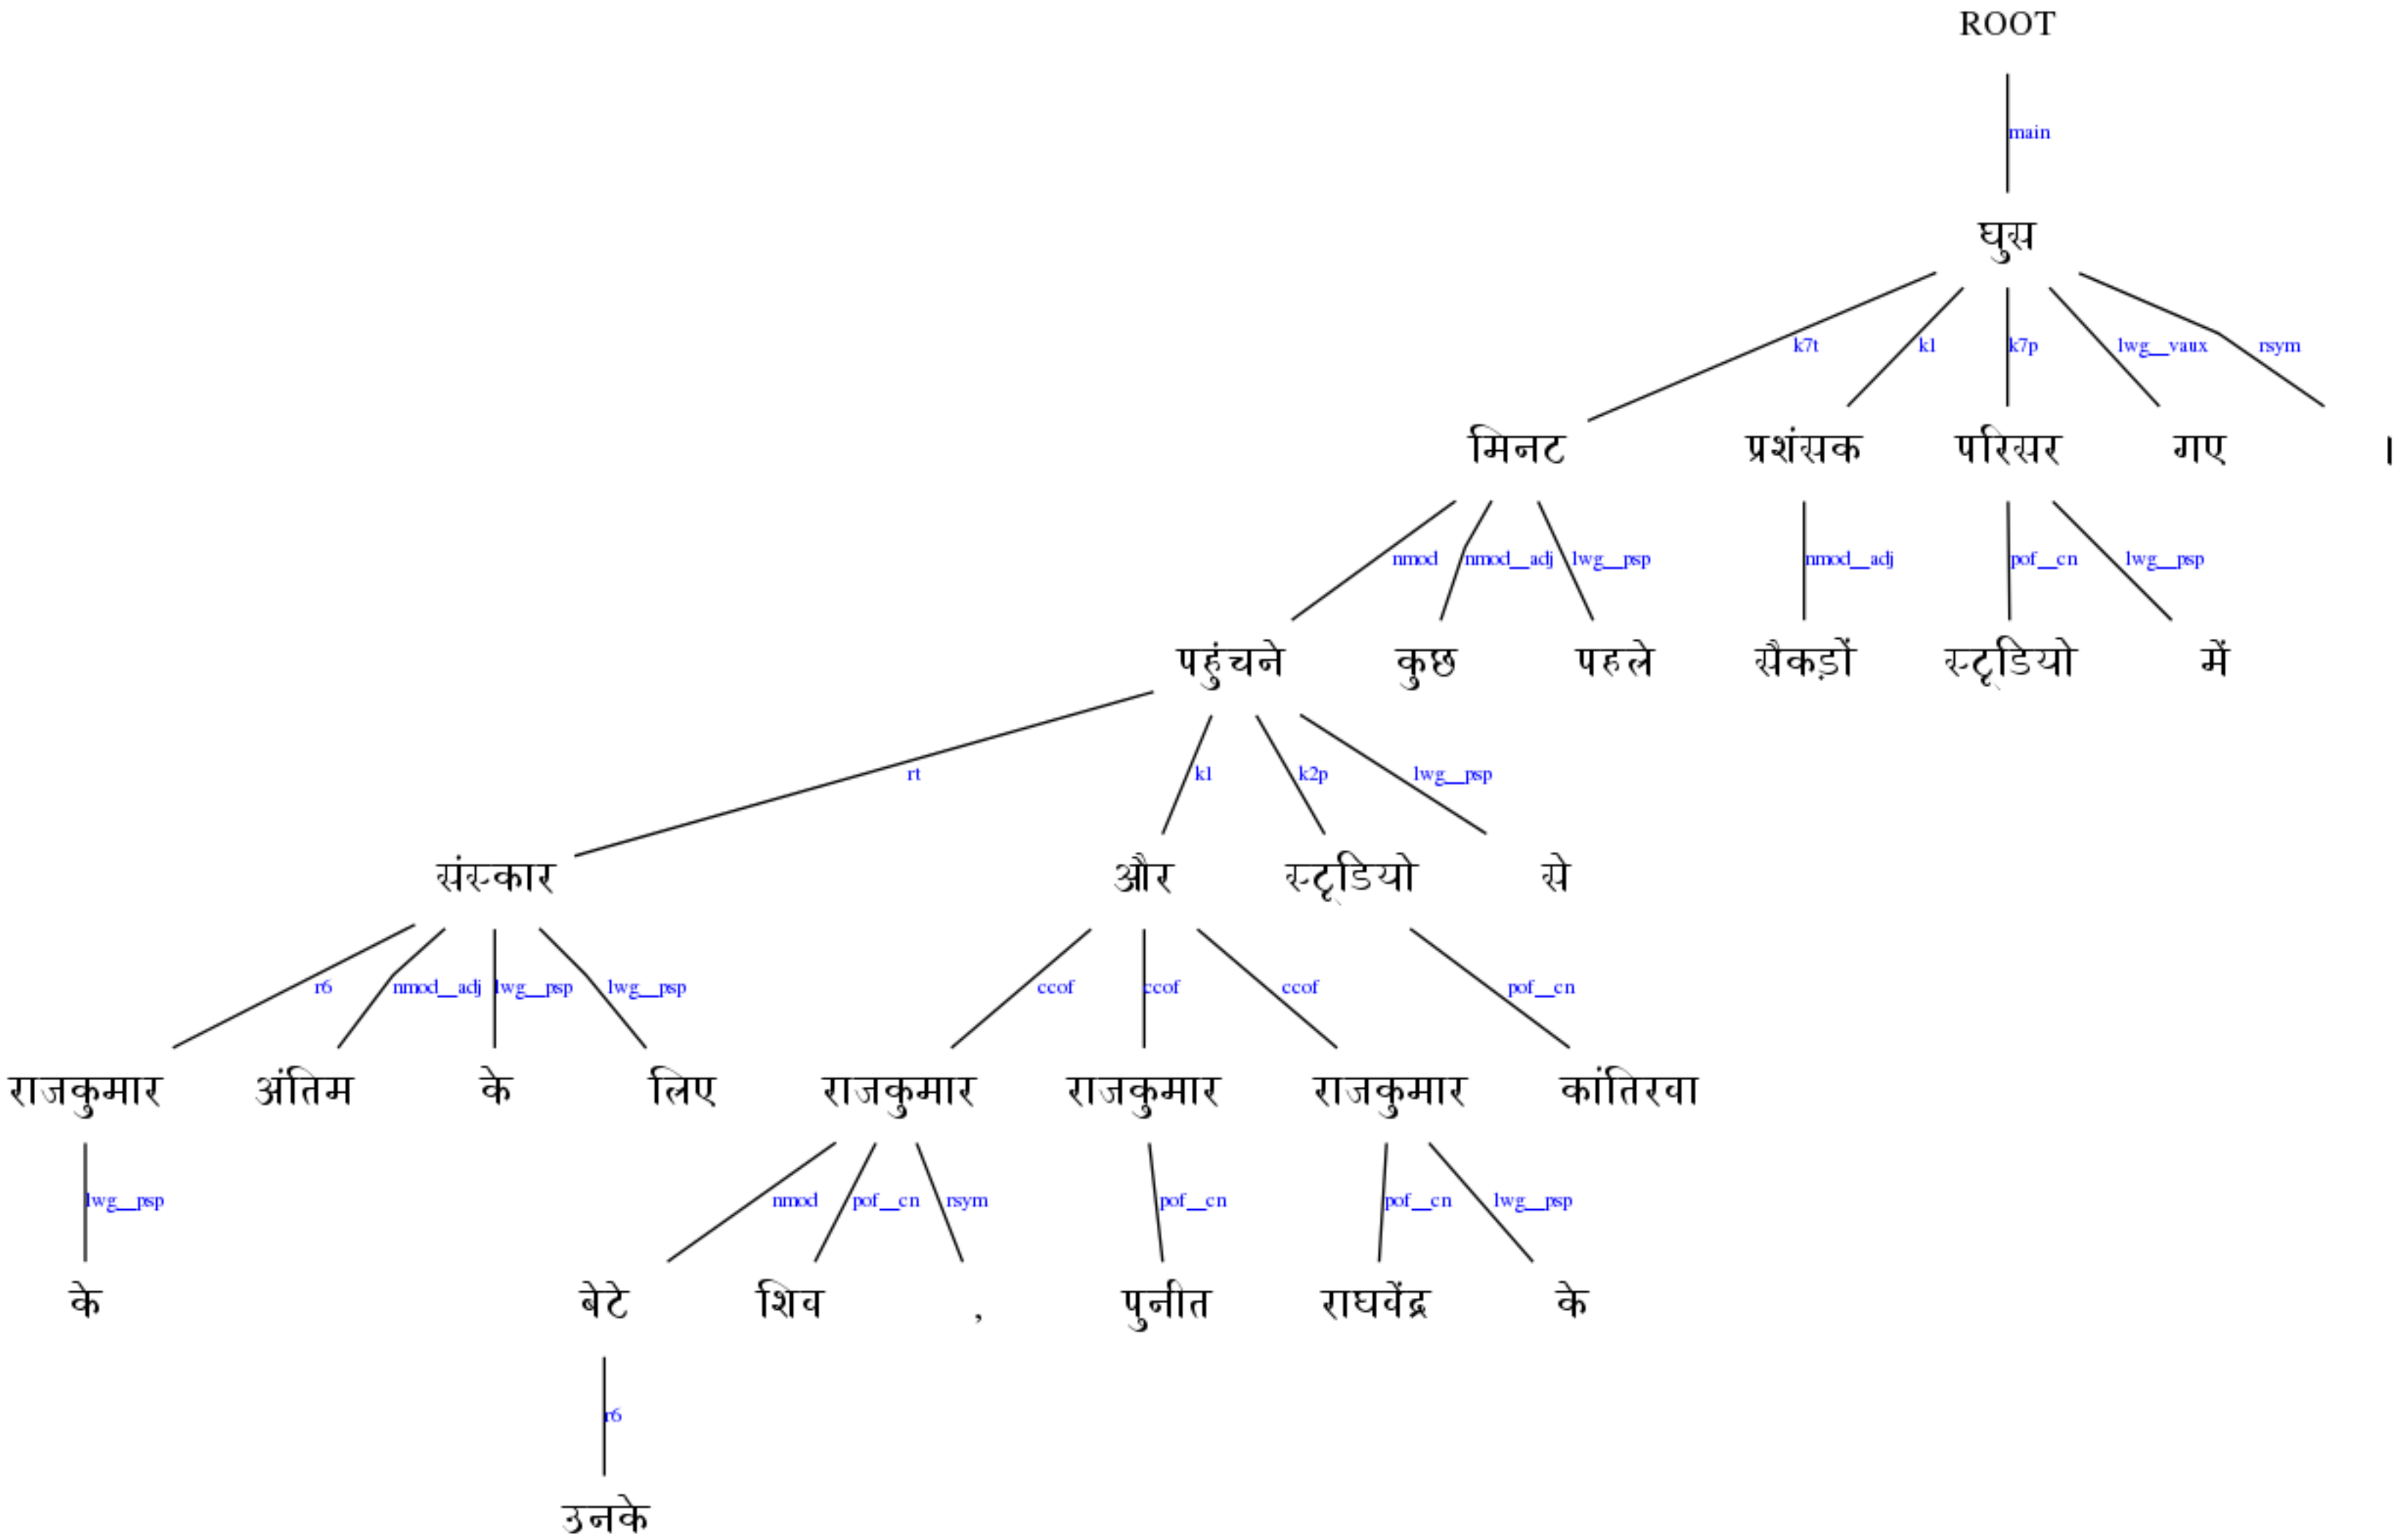 ROOT
main
घुस
k7t k1 k7p lwg__vaux rsym
मिनट प्रशंसक परिसर गए ।
nmod nmod__adj lwg__psp nmod__adj pof__cn lwg__psp
पहुंचने कुछ पहले सैकड़ों स्टूडियो में
rt k1 k2p lwg__psp
संस्कार और स्टूडियो से
r6 nmod__adj lwg__psp lwg__psp ccof ccof ccof pof__cn
राजकुमार अंतिम के लिए राजकुमार राजकुमार राजकुमार कांतिरवा
lwg__psp nmod pof__cn rsym pof__cn pof__cn lwg__psp
के बेटे शिव , पुनीत राघवेंद्र के
r6
उनके